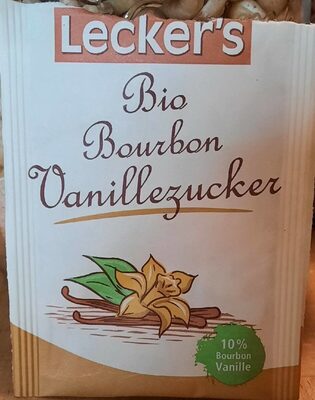 Lecker's
Bio
Bourbon
Vanillezucker
10%
Bourbon
Vanille